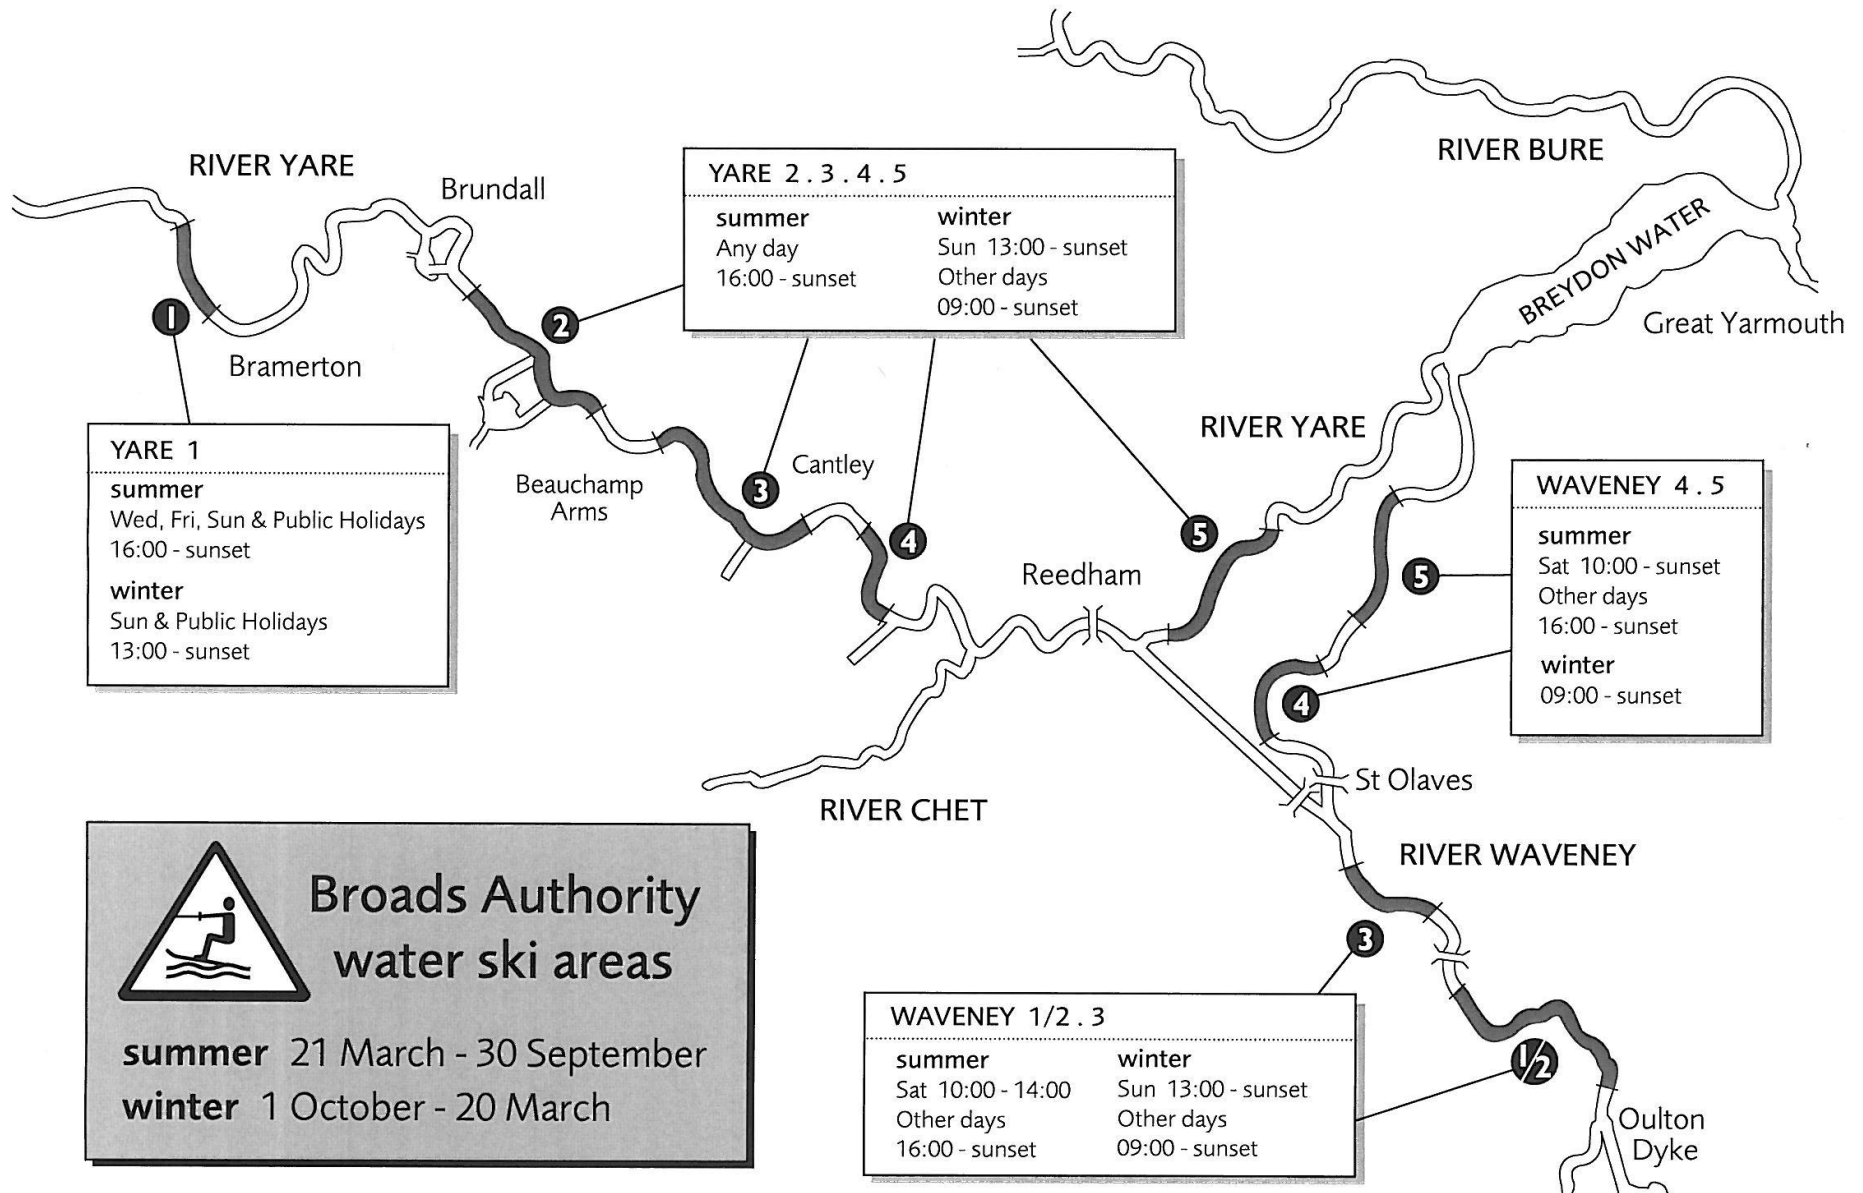 RIVER BURE
RIVER YARE
Brundall
BREYDON WATER
Great Yarmouth
YARE 2 . 3 . 4 . 5
summer
Any day
16:00 - sunset
winter
Sun 13:00 - sunset
Other days
09:00 - sunset
1
2
Bramerton
YARE 1
summer
Wed, Fri, Sun & Public Holidays
16:00 - sunset
winter
Sun & Public Holidays
13:00 - sunset
Beauchamp
Arms
3
Cantley
4
5
RIVER YARE
Reedham
WAVENEY 4 . 5
summer
Sat 10:00 - sunset
Other days
16:00 - sunset
winter
09:00 - sunset
5
4
St Olaves
RIVER CHET
RIVER WAVENEY
Broads Authority
water ski areas
summer 21 March - 30 September
winter 1 October - 20 March
3
WAVENEY 1/2 . 3
summer
Sat 10:00 - 14:00
Other days
16:00 - sunset
winter
Sun 13:00 - sunset
Other days
09:00 - sunset
1/2
Oulton
Dyke